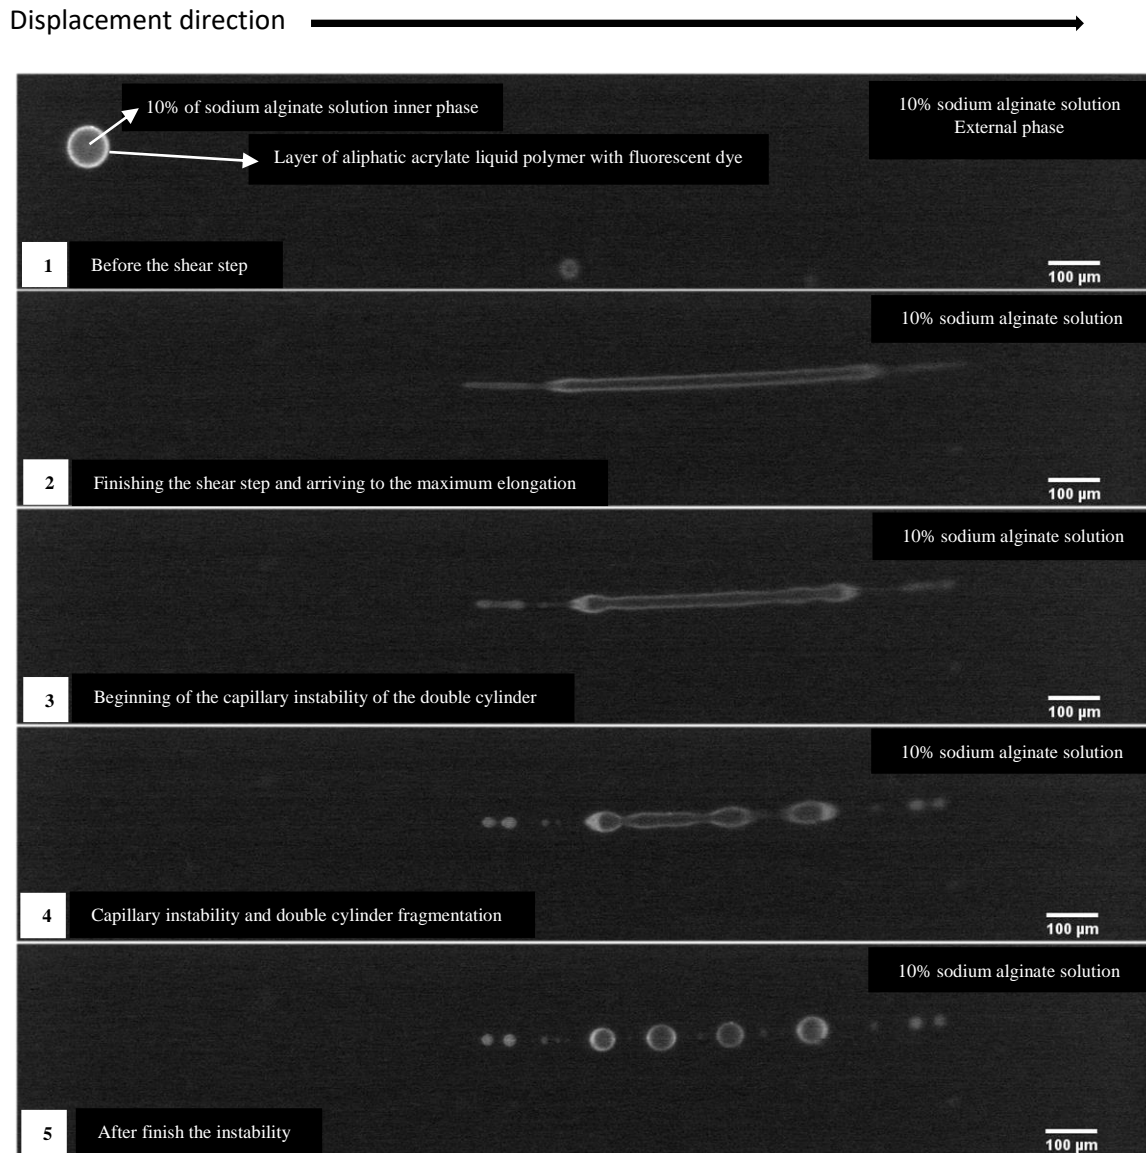 Displacement direction
10% of sodium alginate solution inner phase
10% sodium alginate solution
External phase
Layer of aliphatic acrylate liquid polymer with fluorescent dye
1 Before the shear step
100 µm
10% sodium alginate solution
2 Finishing the shear step and arriving to the maximum elongation
100 µm
10% sodium alginate solution
3 Beginning of the capillary instability of the double cylinder
100 µm
10% sodium alginate solution
4 Capillary instability and double cylinder fragmentation
100 µm
10% sodium alginate solution
5 After finish the instability
100 µm